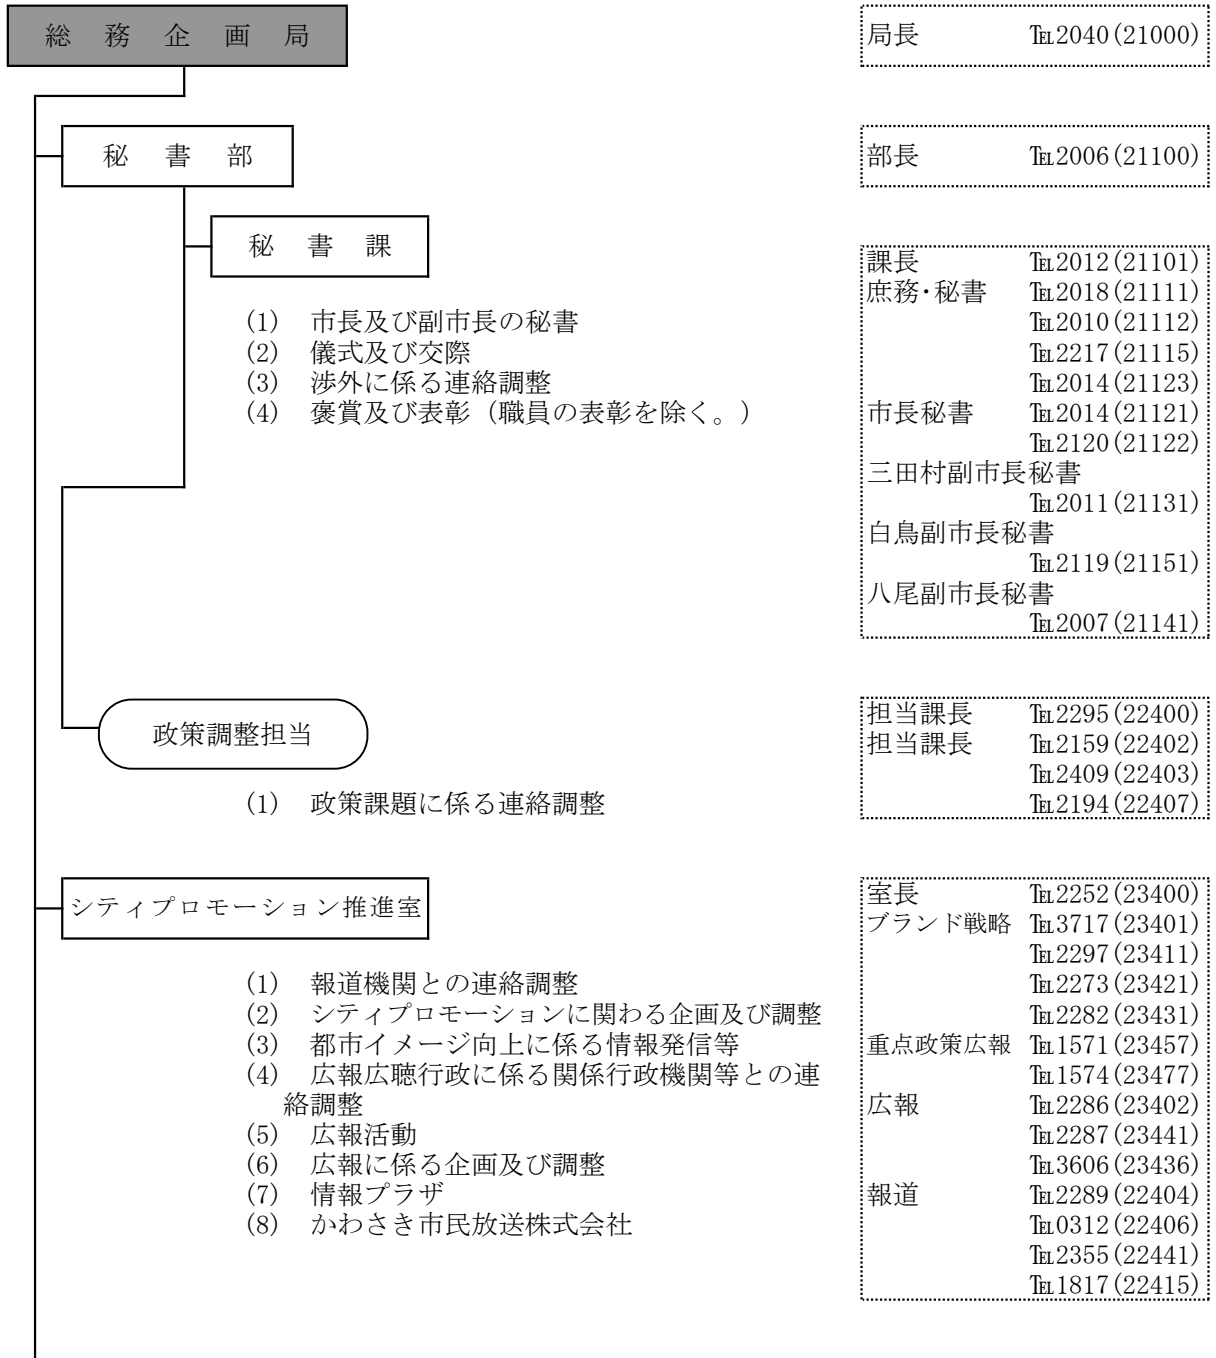 総務企画局
局長 ℡2040(21000)
秘書部
部長 ℡2006(21100)
秘書課
(1) 市長及び副市長の秘書
(2) 儀式及び交際
(3) 渉外に係る連絡調整
(4) 褒賞及び表彰（職員の表彰を除く。）
課長 ℡2012(21101)
庶務・秘書 ℡2018(21111)
℡2010(21112)
℡2217(21115)
℡2014(21123)
市長秘書 ℡2014(21121)
℡2120(21122)
三田村副市長秘書
℡2011(21131)
白鳥副市長秘書
℡2119(21151)
八尾副市長秘書
℡2007(21141)
政策調整担当
(1) 政策課題に係る連絡調整
担当課長 ℡2295(22400)
担当課長 ℡2159(22402)
℡2409(22403)
℡2194(22407)
シティプロモーション推進室
(1) 報道機関との連絡調整
(2) シティプロモーションに関わる企画及び調整
(3) 都市イメージ向上に係る情報発信等
(4) 広報広聴行政に係る関係行政機関等との連
絡調整
(5) 広報活動
(6) 広報に係る企画及び調整
(7) 情報プラザ
(8) かわさき市民放送株式会社
室長 ℡2252(23400)
ブランド戦略 ℡3717(23401)
℡2297(23411)
℡2273(23421)
℡2282(23431)
重点政策広報 ℡1571(23457)
℡1574(23477)
広報 ℡2286(23402)
℡2287(23441)
℡3606(23436)
報道 ℡2289(22404)
℡0312(22406)
℡2355(22441)
℡1817(22415)